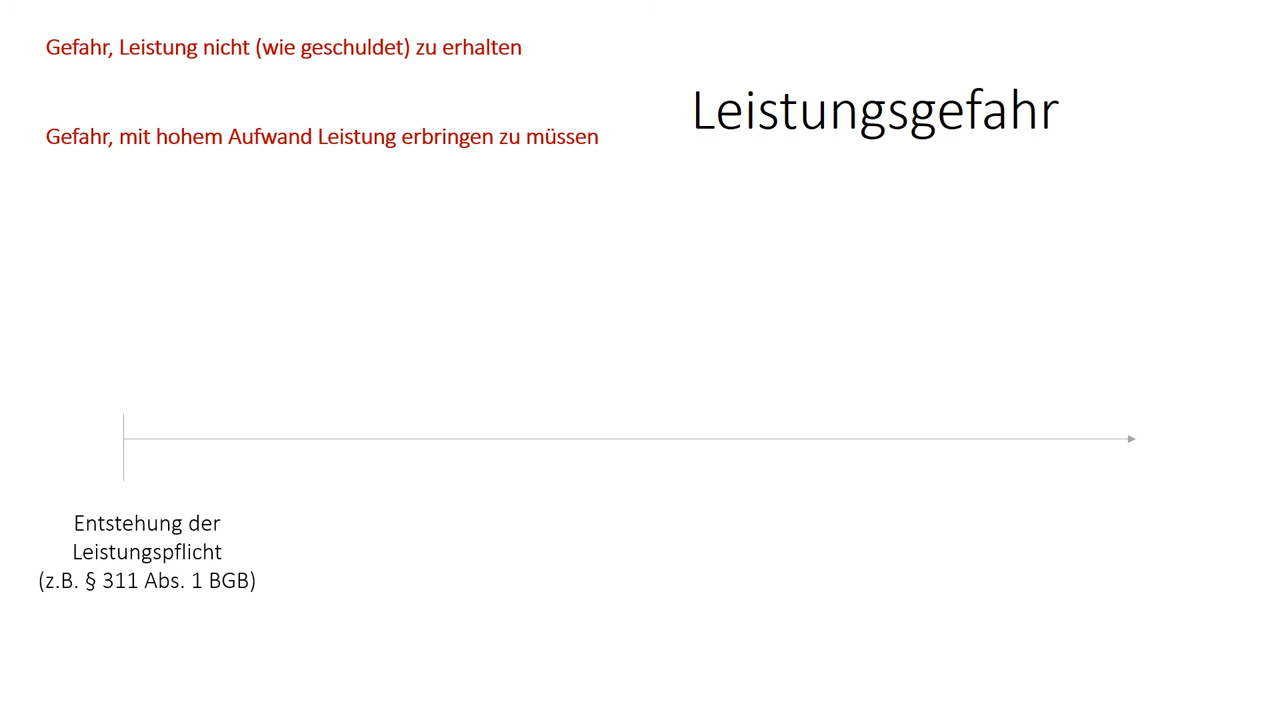 Gefahr, Leistung nicht (wie geschuldet) zu erhalten
Leistungsgefahr
Gefahr, mit hohem Aufwand Leistung erbringen zu müssen
Entstehung der
Leistungspflicht
(z.B. § 311 Abs. 1 BGB)